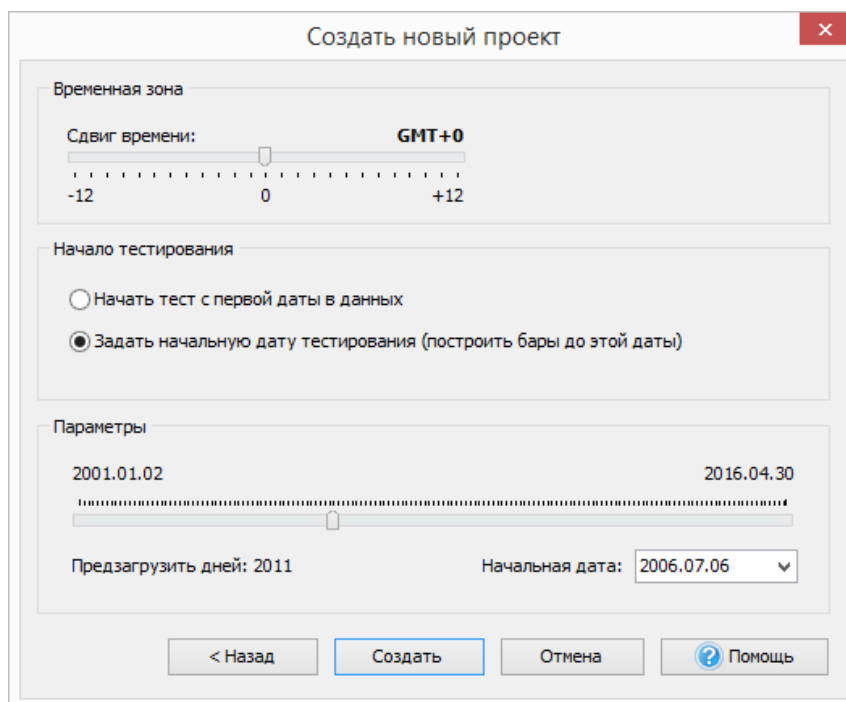 Создать новый проект
Временная зона
Сдвиг времени: GMT+0
-12 0 +12
Начало тестирования
Начать тест с первой даты в данных
Задать начальную дату тестирования (построить бары до этой даты)
Параметры
2001.01.02 2016.04.30
Предзагрузить дней: 2011 Начальная дата: 2006.07.06
< Назад Создать Отмена ? Помощь